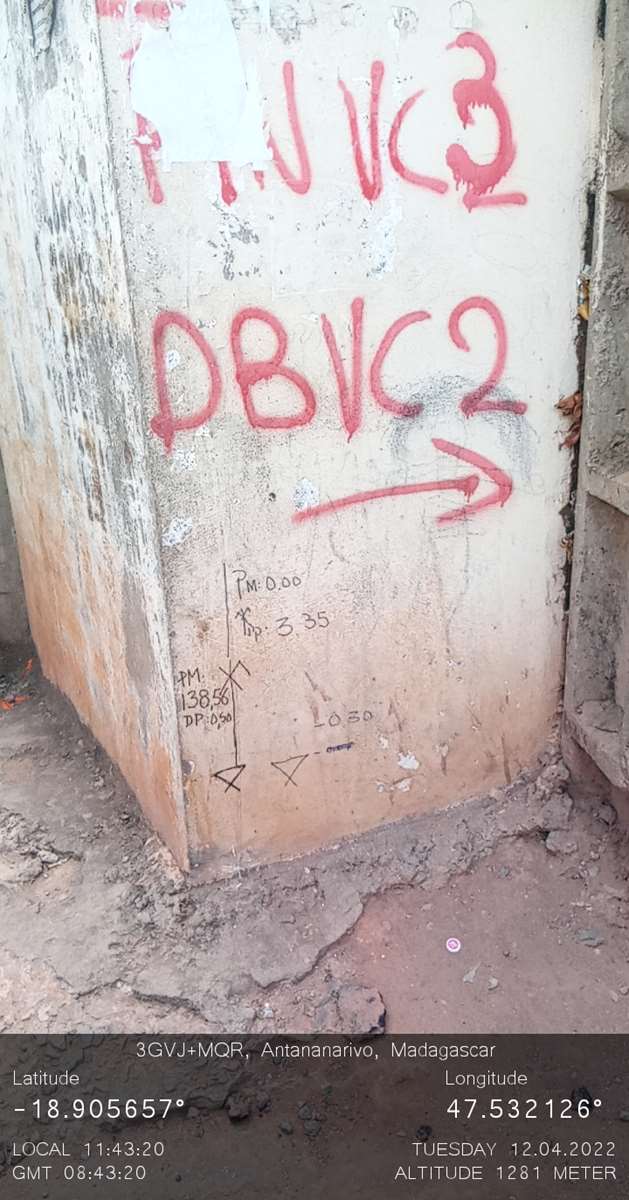 VC3
DBVC2
PM: 0.00
DP: 3.35
PM:
138,56
DP: 0,50
-0.30
3GVJ+MQR, Antananarivo, Madagascar
Latitude
Longitude
-18.905657°
47.532126°
LOCAL 11:43:20
TUESDAY 12.04.2022
GMT 08:43:20
ALTITUDE 1281 METER